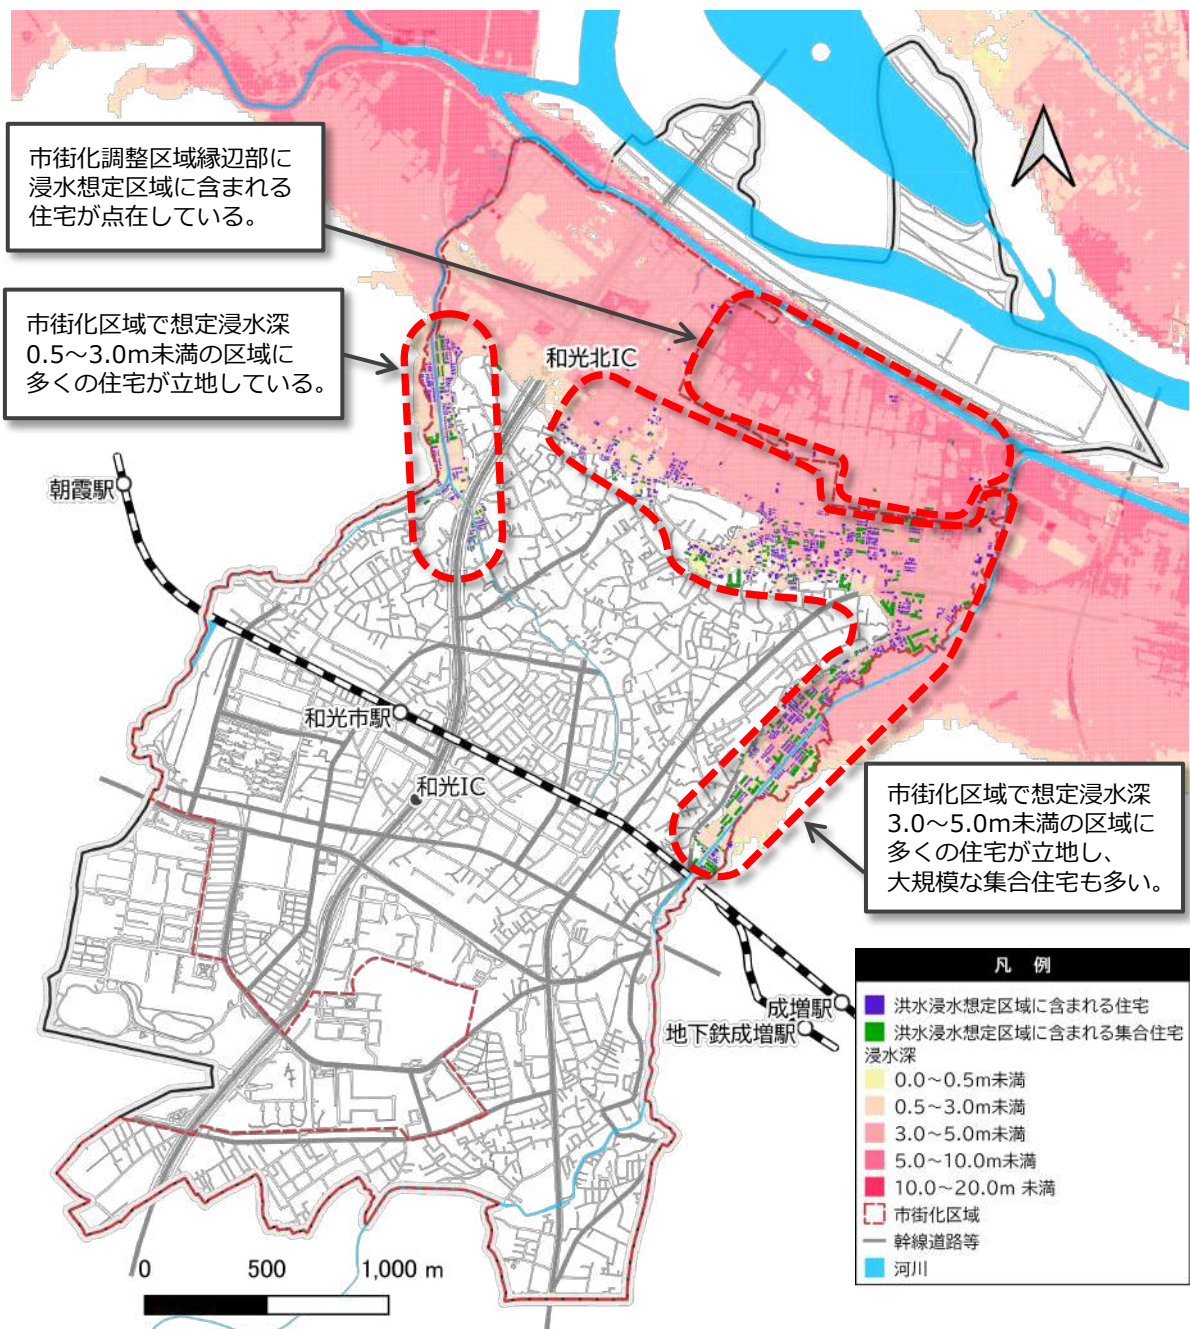 市街化調整区域縁辺部に
浸水想定区域に含まれる
住宅が点在している。
市街化区域で想定浸水深
0.5～3.0m未満の区域に
多くの住宅が立地している。
和光北IC
朝霞駅
和光市駅
和光IC
市街化区域で想定浸水深
3.0～5.0m未満の区域に
多くの住宅が立地し、
大規模な集合住宅も多い。
成増駅
地下鉄成増駅
凡 例
洪水浸水想定区域に含まれる住宅
洪水浸水想定区域に含まれる集合住宅
浸水深
0.0～0.5m未満
0.5～3.0m未満
3.0～5.0m未満
5.0～10.0m未満
10.0～20.0m 未満
市街化区域
幹線道路等
河川
0 500 1,000 m